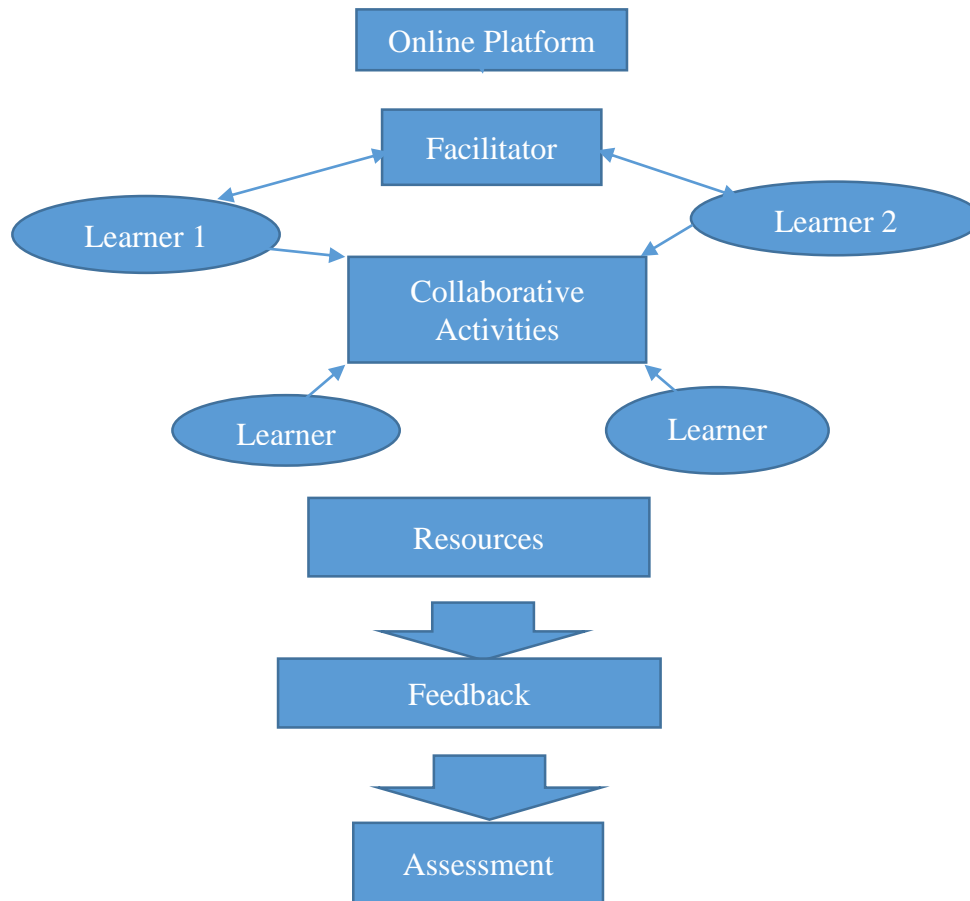 Online Platform
Facilitator
Learner 1
Learner 2
Collaborative
Activities
Learner
Learner
Resources
Feedback
Assessment